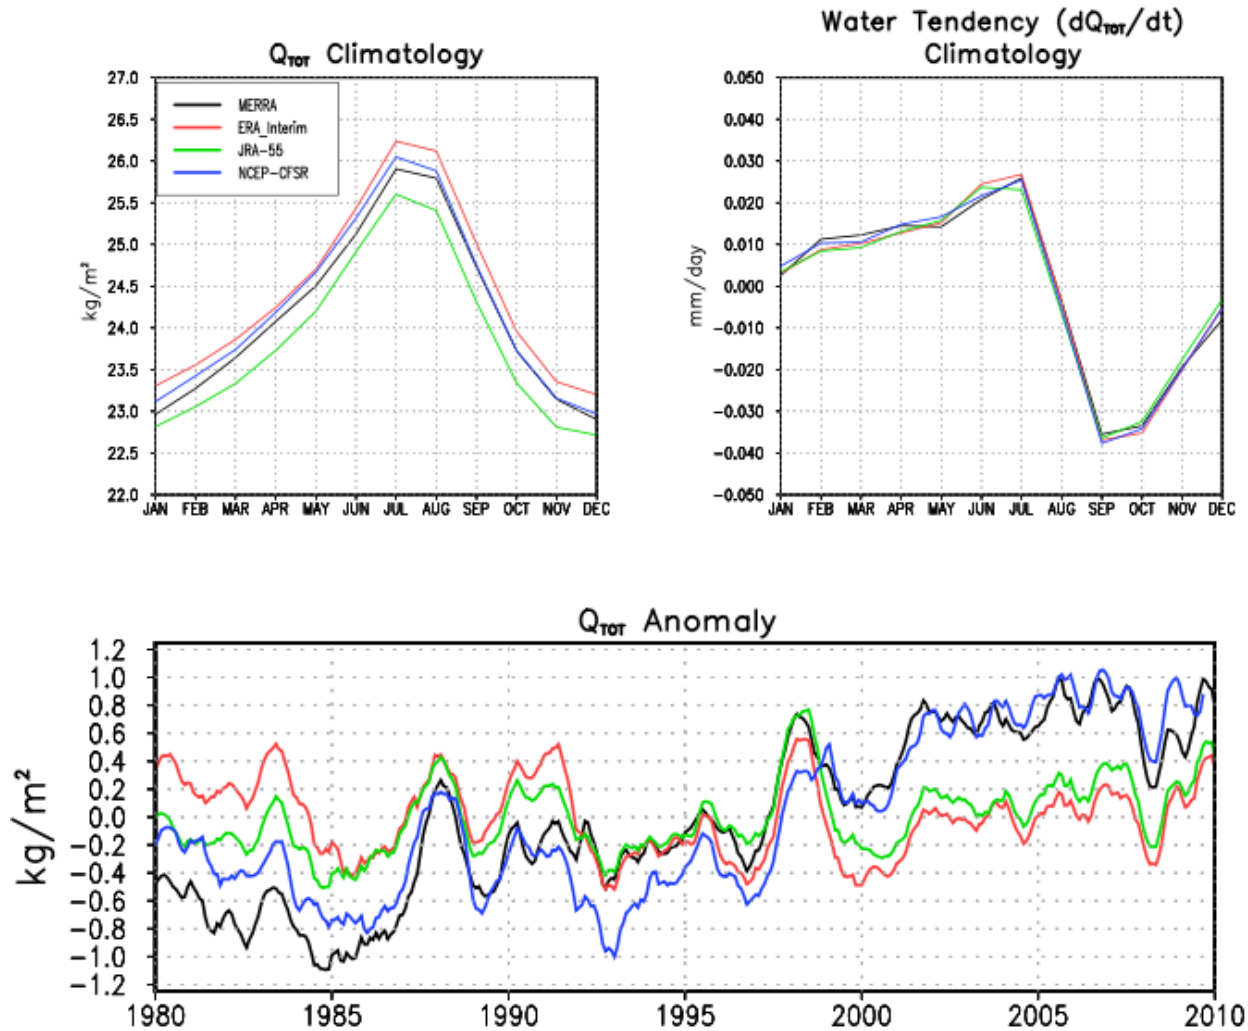 Q_TOT Climatology
kg/m²
27.0
26.5
26.0
25.5
25.0
24.5
24.0
23.5
23.0
22.5
22.0
MERRA
ERA_Interim
JRA-55
NCEP-CFSR
JAN FEB MAR APR MAY JUN JUL AUG SEP OCT NOV DEC
Water Tendency (dQ_TOT/dt)
Climatology
mm/day
0.050
0.040
0.030
0.020
0.010
0.000
-0.010
-0.020
-0.030
-0.040
-0.050
JAN FEB MAR APR MAY JUN JUL AUG SEP OCT NOV DEC
Q_TOT Anomaly
kg/m²
1.2
1.0
0.8
0.6
0.4
0.2
0.0
-0.2
-0.4
-0.6
-0.8
-1.0
-1.2
1980 1985 1990 1995 2000 2005 2010